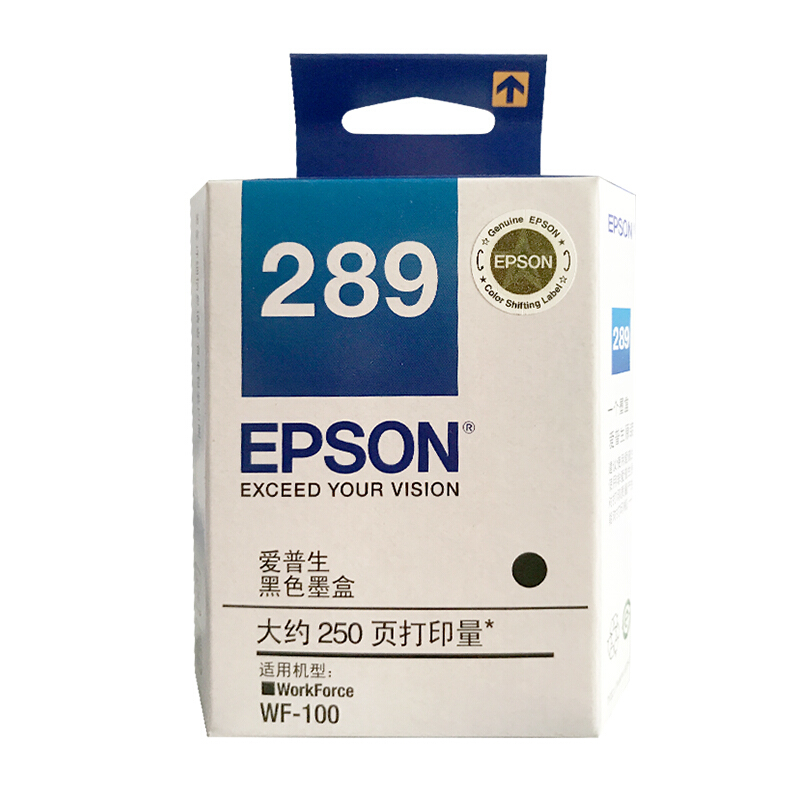 289
Genuine EPSON
EPSON
Color Shifting Label
EPSON®
EXCEED YOUR VISION
爱普生
黑色墨盒
大约 250 页打印量*
适用机型:
■WorkForce
WF-100
EPSON
289